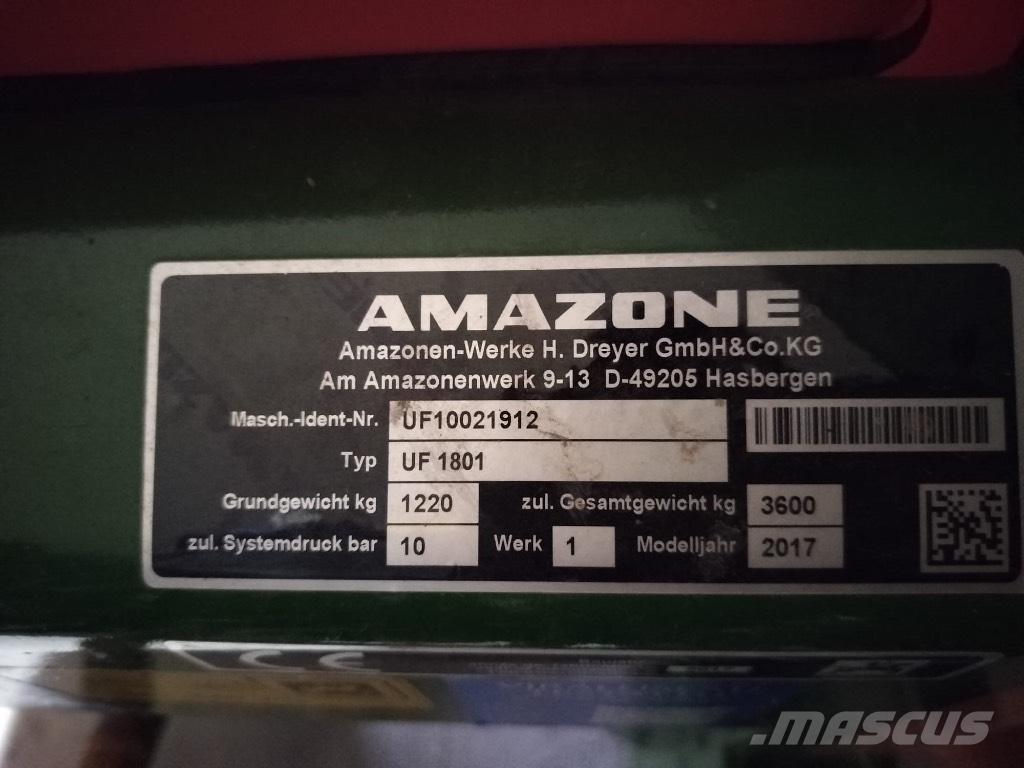 AMAZONE
Amazonen-Werke H. Dreyer GmbH&Co.KG
Am Amazonenwerk 9-13 D-49205 Hasbergen
Masch.-Ident-Nr. UF10021912
Typ UF 1801
Grundgewicht kg 1220 zul. Gesamtgewicht kg 3600
zul. Systemdruck bar 10 Werk 1 Modelljahr 2017
CE
MASCUS